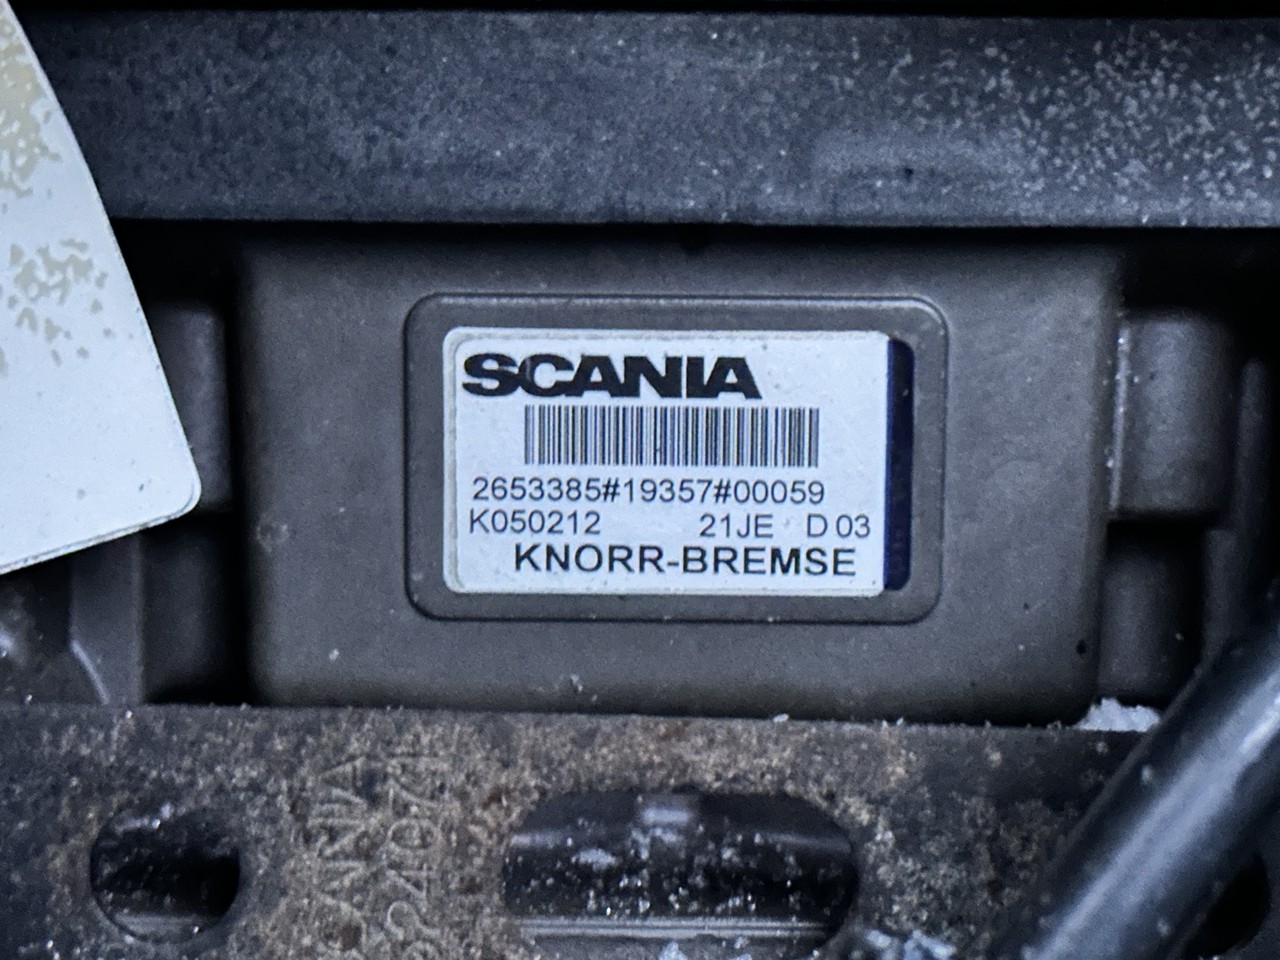 SCANIA
2653385#19357#00059
K050212 21JE D 03
KNORR-BREMSE